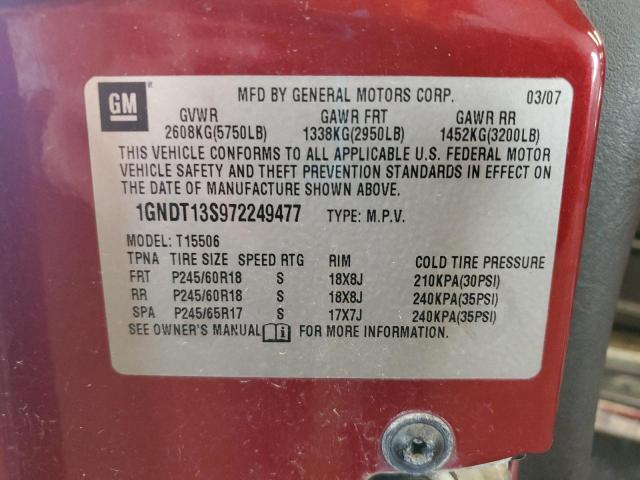 GM
MFD BY GENERAL MOTORS CORP. 03/07
GVWR GAWR FRT GAWR RR
2608KG(5750LB) 1338KG(2950LB) 1452KG(3200LB)
THIS VEHICLE CONFORMS TO ALL APPLICABLE U.S. FEDERAL MOTOR
VEHICLE SAFETY AND THEFT PREVENTION STANDARDS IN EFFECT ON
THE DATE OF MANUFACTURE SHOWN ABOVE.
1GNDT13S972249477 TYPE: M.P.V.
MODEL: T15506
TPNA TIRE SIZE SPEED RTG RIM COLD TIRE PRESSURE
FRT P245/60R18 S 18X8J 210KPA(30PSI)
RR P245/60R18 S 18X8J 240KPA(35PSI)
SPA P245/65R17 S 17X7J 240KPA(35PSI)
SEE OWNER'S MANUAL FOR MORE INFORMATION.